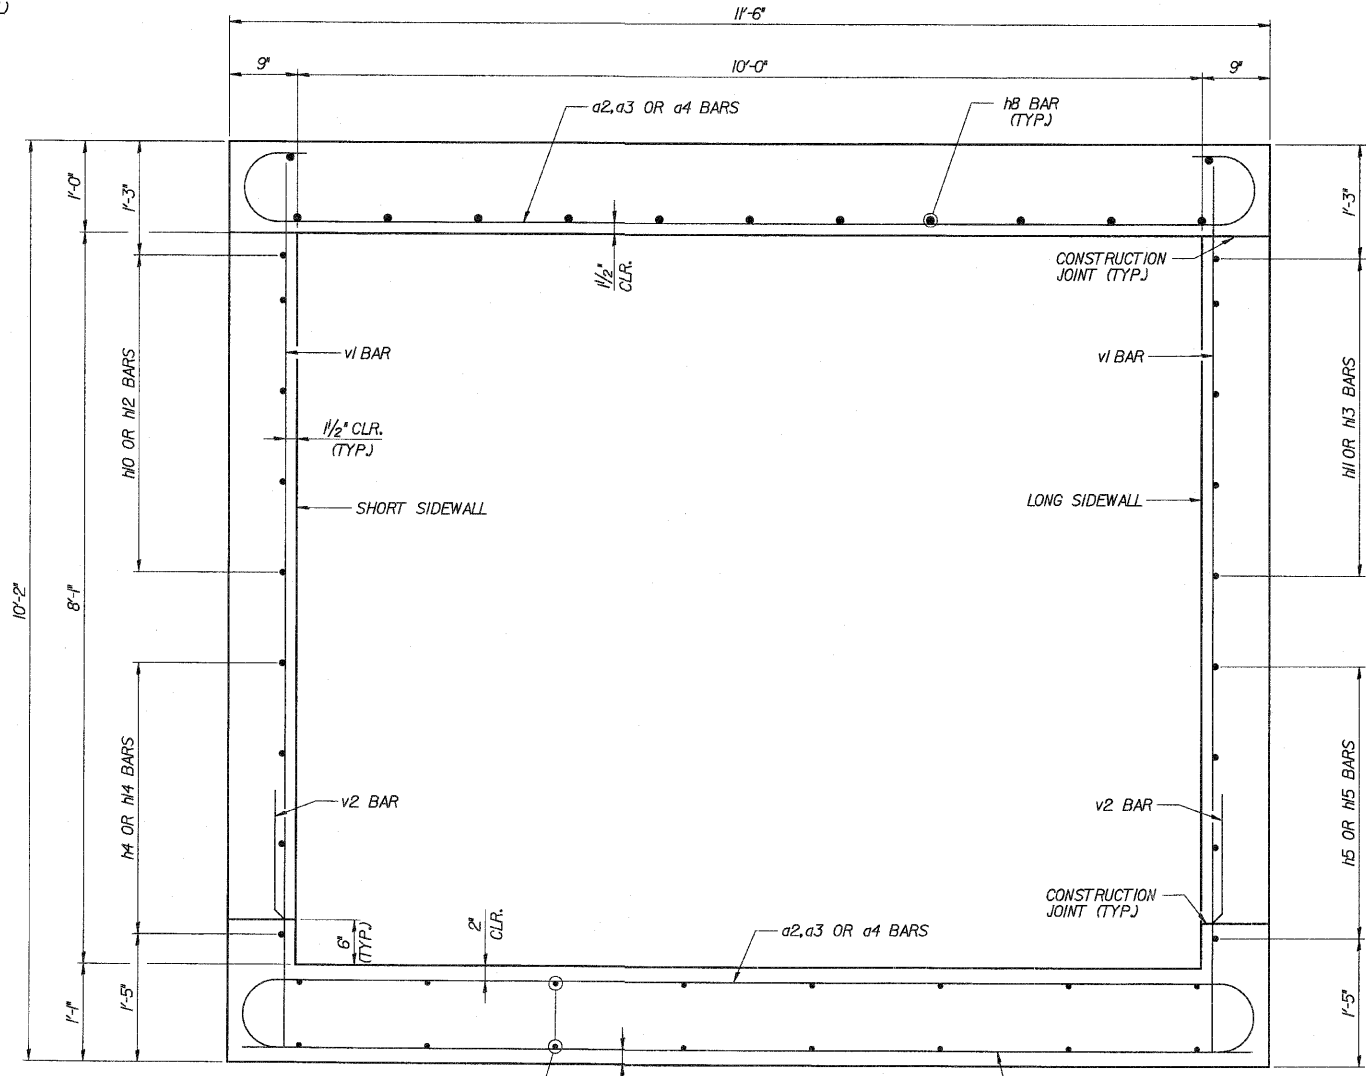 11'-6"
9"
10'-0"
9"
a2,a3 OR a4 BARS
h8 BAR
(TYP.)
1'-0"
1'-3"
1'-3"
1 1/2"
CLR.
CONSTRUCTION
JOINT (TYP.)
v1 BAR
v1 BAR
h10 OR h12 BARS
h11 OR h13 BARS
1 1/2" CLR.
(TYP.)
SHORT SIDEWALL
LONG SIDEWALL
10'-2"
8'-1"
v2 BAR
v2 BAR
h4 OR h14 BARS
h5 OR h15 BARS
CONSTRUCTION
JOINT (TYP.)
6"
(TYP.)
2"
CLR.
a2,a3 OR a4 BARS
1'-1"
1'-5"
1'-5"